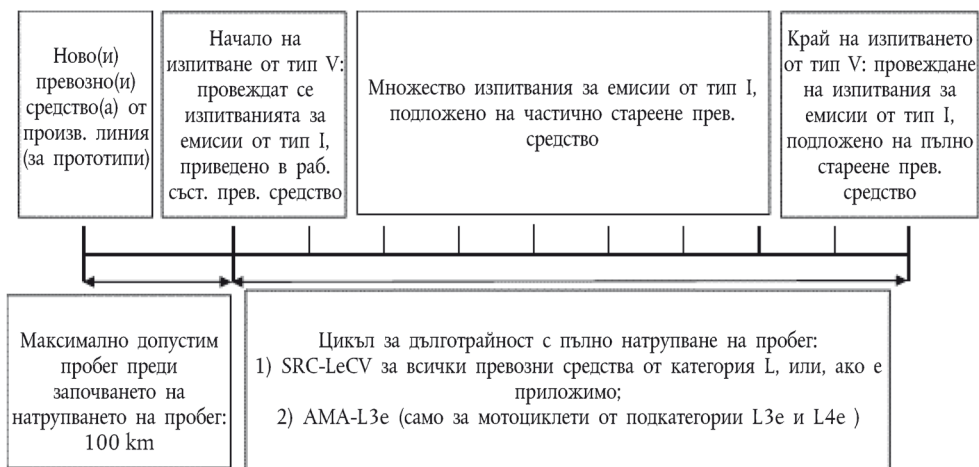 Ново(и)
превозно(и)
средство(а) от
произв. линия
(за прототипи)
Начало на
изпитване от тип V:
провеждат се
изпитванията за
емисии от тип I,
приведено в раб.
съст. прев. средство
Множество изпитвания за емисии от тип I,
подложено на частично стареене прев.
средство
Край на изпитването
от тип V: провеждане
на изпитвания за
емисии от тип I,
подложено на пълно
стареене прев.
средство
Максимално допустим
пробег преди
започването на
натрупването на пробег:
100 km
Цикъл за дълготрайност с пълно натрупване на пробег:
1) SRC-LeCV за всички превозни средства от категория L, или, ако е
приложимо;
2) AMA-L3e (само за мотоциклети от подкатегории L3e и L4e )